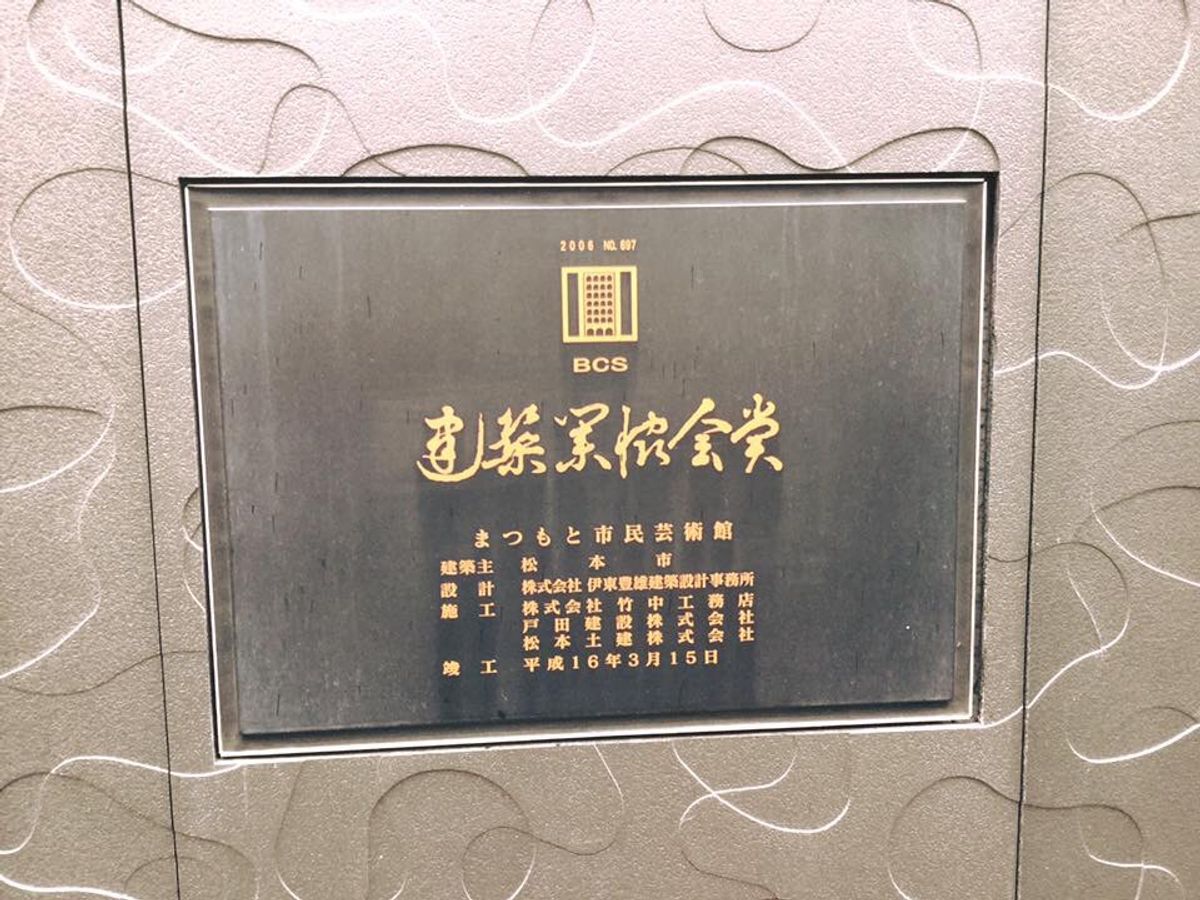 2006 NO. 697
BCS
建築業協会賞
まつもと市民芸術館
建築主 松本市
設計 株式会社 伊東豊雄建築設計事務所
施工 株式会社竹中工務店
戸田建設株式会社
松本土建株式会社
竣工 平成16年3月15日